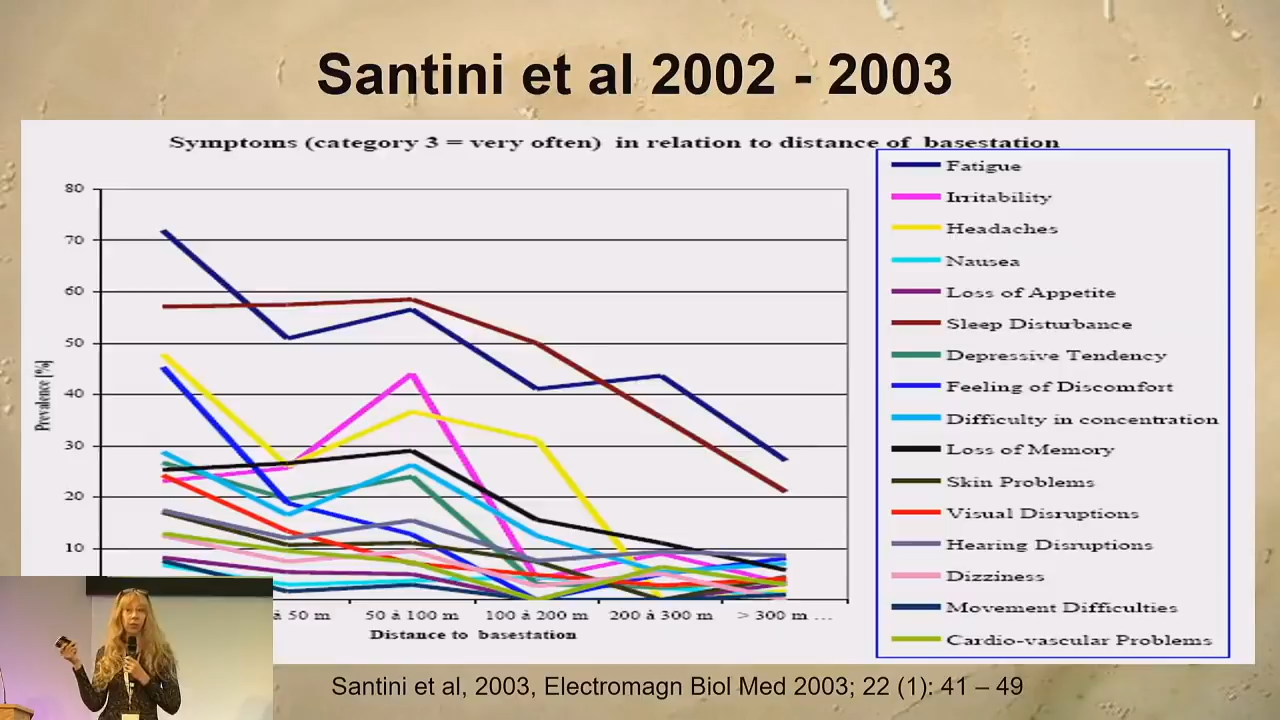 Santini et al 2002 - 2003
Symptoms (category 3 = very often) in relation to distance of basestation
Fatigue
Irritability
Headaches
Nausea
Loss of Appetite
Sleep Disturbance
Depressive Tendency
Feeling of Discomfort
Difficulty in concentration
Loss of Memory
Skin Problems
Visual Disruptions
Hearing Disruptions
Dizziness
Movement Difficulties
Cardio-vascular Problems
80
70
60
50
40
30
20
10
Prevalence [%]
à 50 m
50 à 100 m
100 à 200 m
200 à 300 m
> 300 m ...
Distance to basestation
Santini et al, 2003, Electromagn Biol Med 2003; 22 (1): 41 – 49